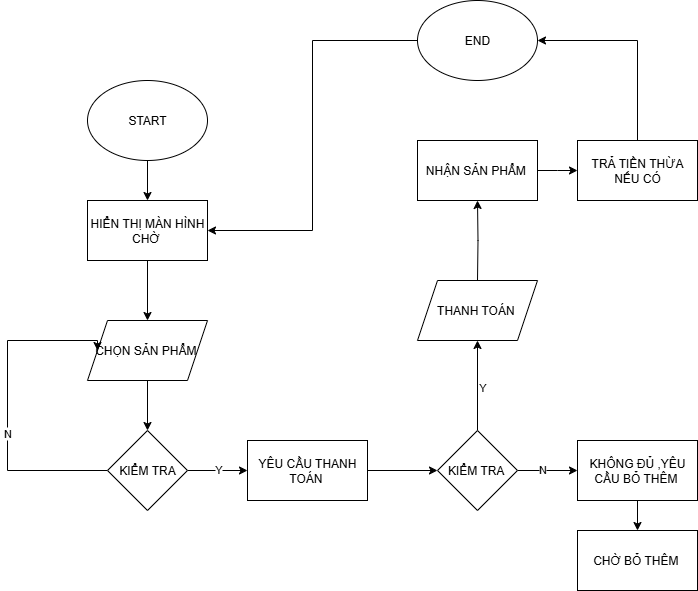 END
START
NHẬN SẢN PHẨM
TRẢ TIỀN THỪA
NẾU CÓ
HIỂN THỊ MÀN HÌNH
CHỜ
THANH TOÁN
CHỌN SẢN PHẨM
Y
N
KIỂM TRA
Y
YÊU CẦU THANH
TOÁN
KIỂM TRA
N
KHÔNG ĐỦ ,YÊU
CẦU BỎ THÊM
CHỜ BỎ THÊM